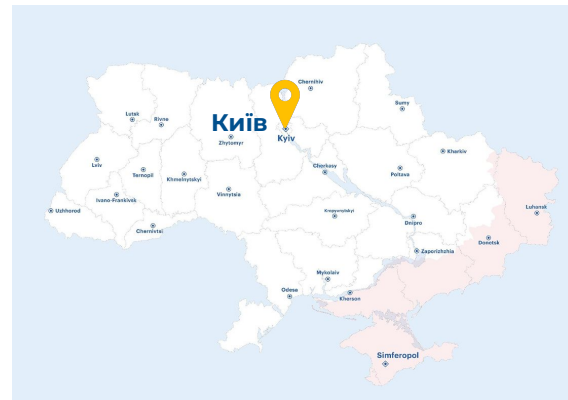 Chernihiv
Sumy
Lutsk
Rivne
Київ
Zhytomyr
Kyiv
Kharkiv
Lviv
Ternopil
Khmelnytskyi
Cherkasy
Poltava
Ivano-Frankivsk
Vinnytsia
Uzhhorod
Chernivtsi
Kropyvnytskyi
Dnipro
Luhansk
Donetsk
Zaporizhzhia
Mykolaiv
Odesa
Kherson
Simferopol